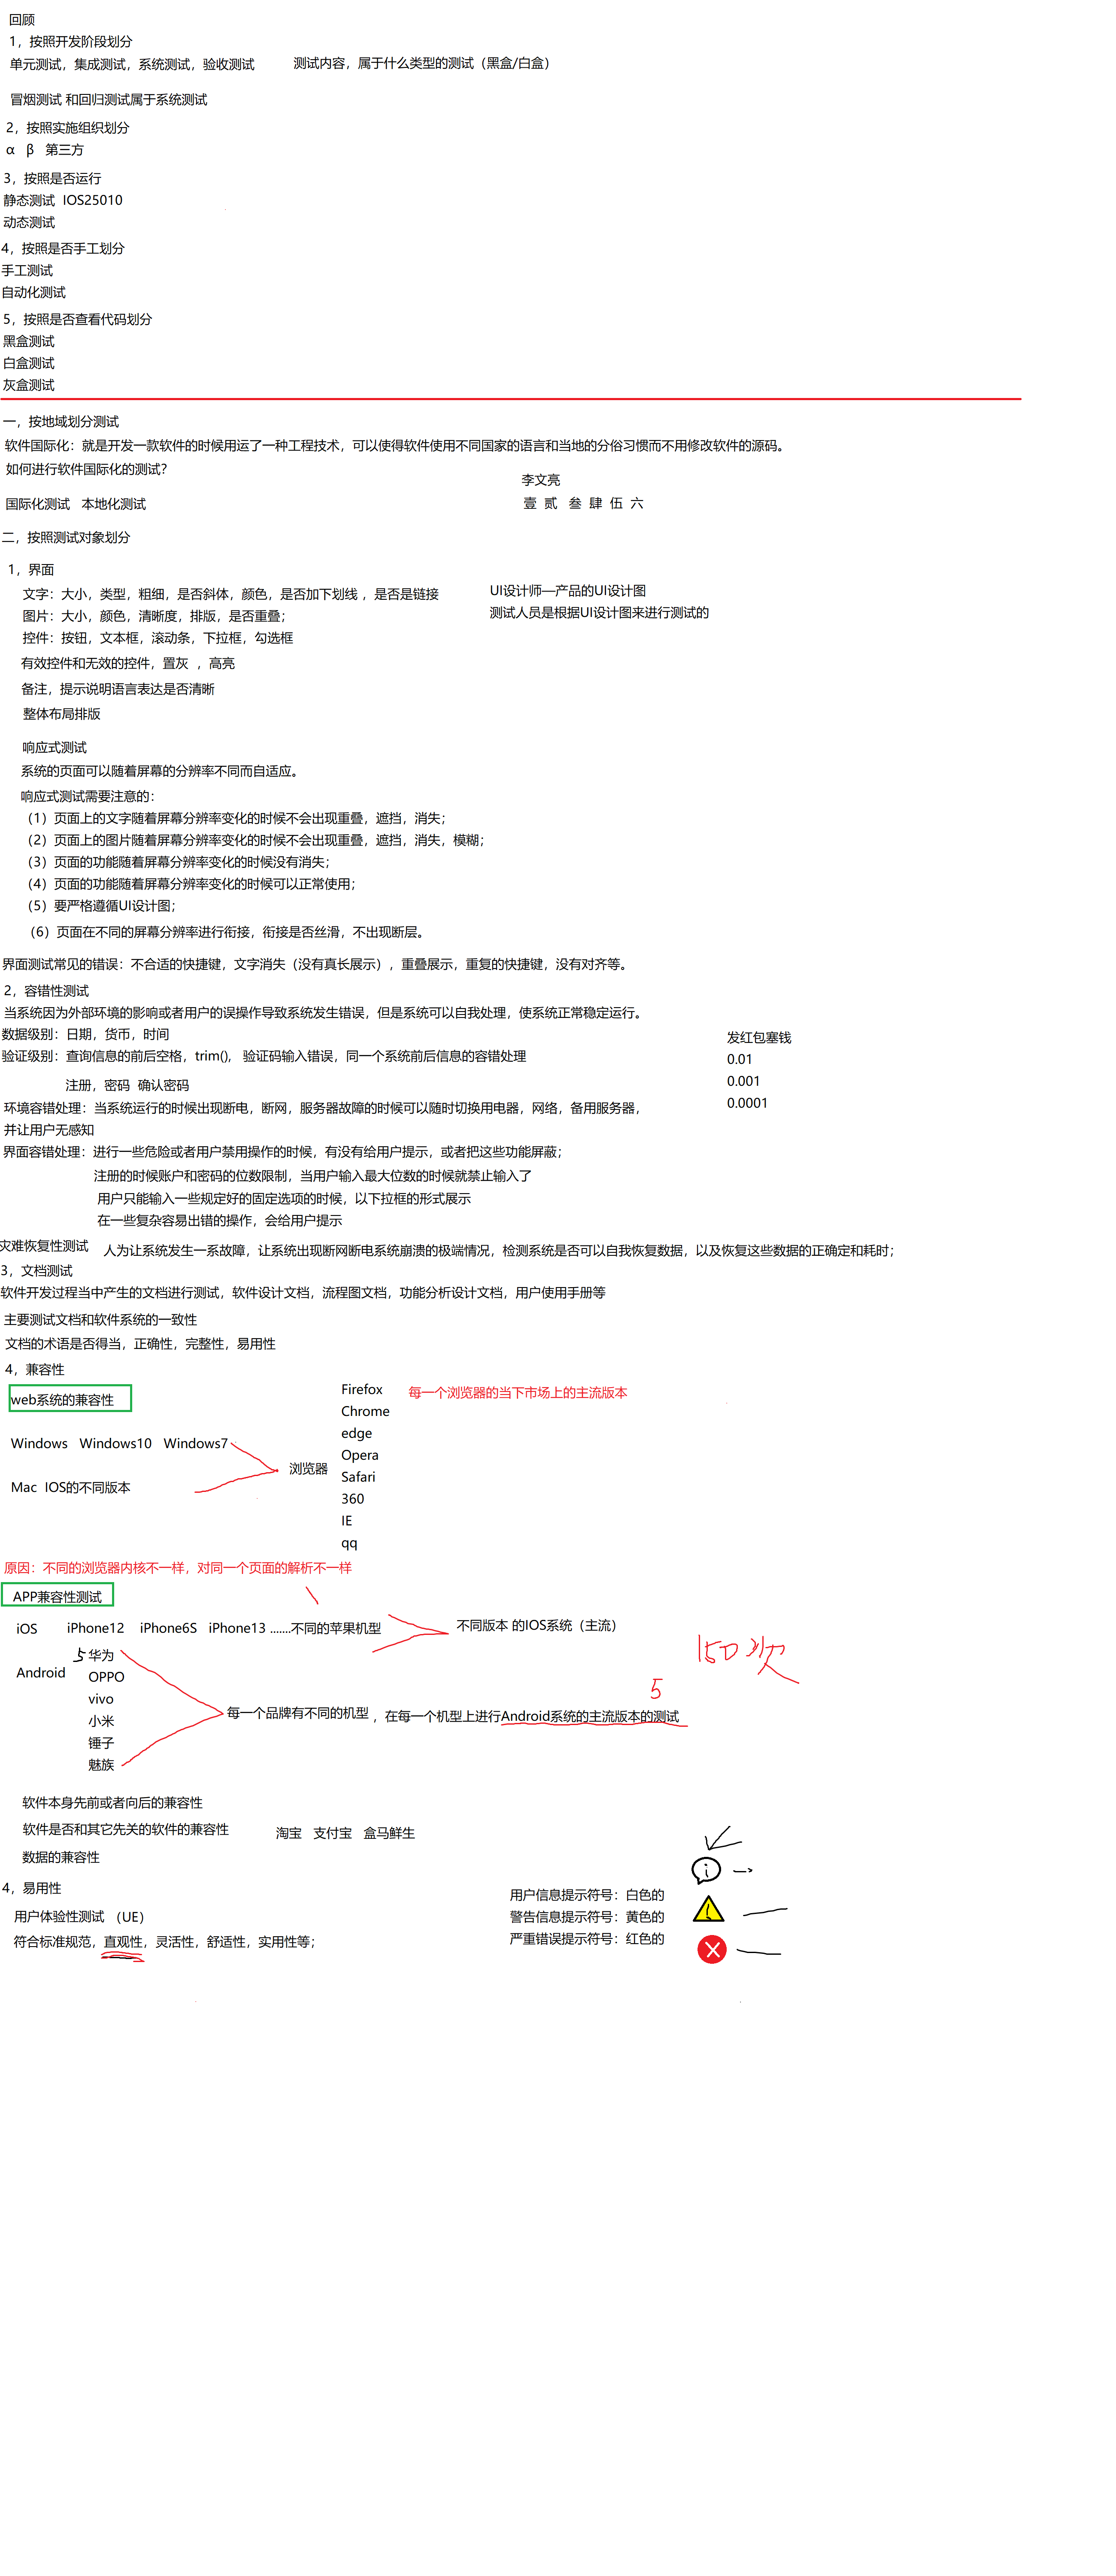 回顾
1，按照开发阶段划分
单元测试，集成测试，系统测试，验收测试 测试内容，属于什么类型的测试（黑盒/白盒）
冒烟测试 和回归测试属于系统测试
2，按照实施组织划分
α β 第三方
3，按照是否运行
静态测试 IOS25010
动态测试
4，按照是否手工划分
手工测试
自动化测试
5，按照是否查看代码划分
黑盒测试
白盒测试
灰盒测试
一，按地域划分测试
软件国际化：就是开发一款软件的时候用运了一种工程技术，可以使得软件使用不同国家的语言和当地的分俗习惯而不用修改软件的源码。
如何进行软件国际化的测试？
李文亮
国际化测试 本地化测试 壹 贰 叁 肆 伍 六
二，按照测试对象划分
1，界面
文字：大小，类型，粗细，是否斜体，颜色，是否加下划线 ，是否是链接 UI设计师—产品的UI设计图
图片：大小，颜色，清晰度，排版，是否重叠； 测试人员是根据UI设计图来进行测试的
控件：按钮，文本框，滚动条，下拉框，勾选框
有效控件和无效的控件，置灰 ，高亮
备注，提示说明语言表达是否清晰
整体布局排版
响应式测试
系统的页面可以随着屏幕的分辨率不同而自适应。
响应式测试需要注意的：
（1）页面上的文字随着屏幕分辨率变化的时候不会出现重叠，遮挡，消失；
（2）页面上的图片随着屏幕分辨率变化的时候不会出现重叠，遮挡，消失，模糊；
（3）页面的功能随着屏幕分辨率变化的时候没有消失；
（4）页面的功能随着屏幕分辨率变化的时候可以正常使用；
（5）要严格遵循UI设计图；
（6）页面在不同的屏幕分辨率进行衔接，衔接是否丝滑，不出现断层。
界面测试常见的错误：不合适的快捷键，文字消失（没有真长展示），重叠展示，重复的快捷键，没有对齐等。
2，容错性测试
当系统因为外部环境的影响或者用户的误操作导致系统发生错误，但是系统可以自我处理，使系统正常稳定运行。
数据级别：日期，货币，时间 发红包塞钱
验证级别：查询信息的前后空格，trim()， 验证码输入错误，同一个系统前后信息的容错处理 0.01
注册，密码 确认密码 0.001
环境容错处理：当系统运行的时候出现断电，断网，服务器故障的时候可以随时切换用电器，网络，备用服务器， 0.0001
并让用户无感知
界面容错处理：进行一些危险或者用户禁用操作的时候，有没有给用户提示，或者把这些功能屏蔽；
注册的时候账户和密码的位数限制，当用户输入最大位数的时候就禁止输入了
用户只能输入一些规定好的固定选项的时候，以下拉框的形式展示
在一些复杂容易出错的操作，会给用户提示
灾难恢复性测试 人为让系统发生一系故障，让系统出现断网断电系统崩溃的极端情况，检测系统是否可以自我恢复数据，以及恢复这些数据的正确定和耗时；
3，文档测试
软件开发过程当中产生的文档进行测试，软件设计文档，流程图文档，功能分析设计文档，用户使用手册等
主要测试文档和软件系统的一致性
文档的术语是否得当，正确性，完整性，易用性
4，兼容性
web系统的兼容性
Windows Windows10 Windows7
Mac IOS的不同版本
浏览器
Firefox
Chrome
edge
Opera
Safari
360
IE
qq
每一个浏览器的当下市场上的主流版本
原因：不同的浏览器内核不一样，对同一个页面的解析不一样
APP兼容性测试
iOS iPhone12 iPhone6S iPhone13 .......不同的苹果机型 不同版本 的IOS系统（主流）
Android
5 华为
OPPO
vivo
小米
锤子
魅族
150次
5
每一个品牌有不同的机型 ，在每一个机型上进行Android系统的主流版本的测试
软件本身先前或者向后的兼容性
软件是否和其它先关的软件的兼容性 淘宝 支付宝 盒马鲜生
数据的兼容性
4，易用性
用户体验性测试 （UE）
符合标准规范，直观性，灵活性，舒适性，实用性等；
用户信息提示符号：白色的 i
警告信息提示符号：黄色的 !
严重错误提示符号：红色的